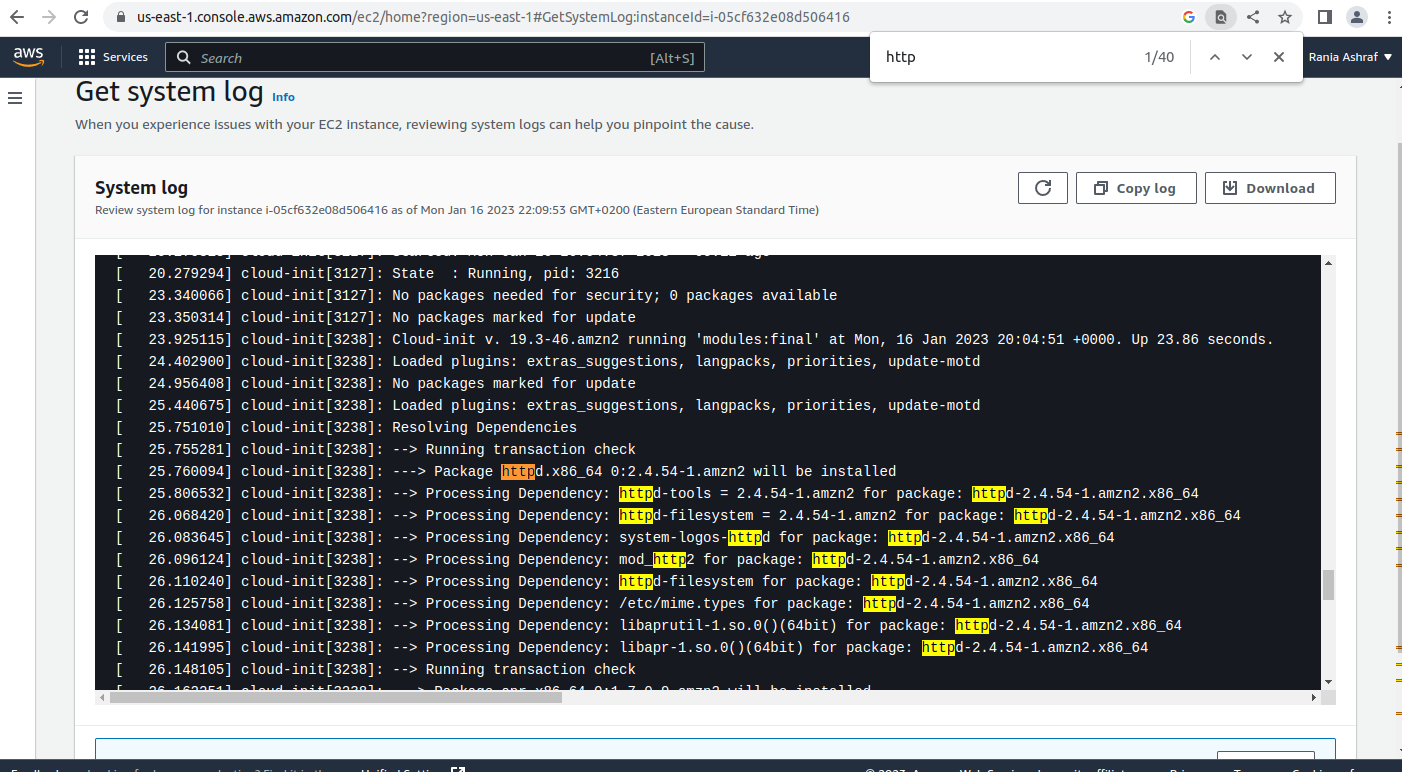 us-east-1.console.aws.amazon.com/ec2/home?region=us-east-1#GetSystemLog:instanceId=i-05cf632e08d506416
aws Services Search [Alt+S] Rania Ashraf
http 1/40
Get system log Info
When you experience issues with your EC2 instance, reviewing system logs can help you pinpoint the cause.
System log
Copy log Download
Review system log for instance i-05cf632e08d506416 as of Mon Jan 16 2023 22:09:53 GMT+0200 (Eastern European Standard Time)
[   20.279294] cloud-init[3127]: State  : Running, pid: 3216
[   23.340066] cloud-init[3127]: No packages needed for security; 0 packages available
[   23.350314] cloud-init[3127]: No packages marked for update
[   23.925115] cloud-init[3238]: Cloud-init v. 19.3-46.amzn2 running 'modules:final' at Mon, 16 Jan 2023 20:04:51 +0000. Up 23.86 seconds.
[   24.402900] cloud-init[3238]: Loaded plugins: extras_suggestions, langpacks, priorities, update-motd
[   24.956408] cloud-init[3238]: No packages marked for update
[   25.440675] cloud-init[3238]: Loaded plugins: extras_suggestions, langpacks, priorities, update-motd
[   25.751010] cloud-init[3238]: Resolving Dependencies
[   25.755281] cloud-init[3238]: --> Running transaction check
[   25.760094] cloud-init[3238]: ---> Package httpd.x86_64 0:2.4.54-1.amzn2 will be installed
[   25.806532] cloud-init[3238]: --> Processing Dependency: httpd-tools = 2.4.54-1.amzn2 for package: httpd-2.4.54-1.amzn2.x86_64
[   26.068420] cloud-init[3238]: --> Processing Dependency: httpd-filesystem = 2.4.54-1.amzn2 for package: httpd-2.4.54-1.amzn2.x86_64
[   26.083645] cloud-init[3238]: --> Processing Dependency: system-logos-httpd for package: httpd-2.4.54-1.amzn2.x86_64
[   26.096124] cloud-init[3238]: --> Processing Dependency: mod_http2 for package: httpd-2.4.54-1.amzn2.x86_64
[   26.110240] cloud-init[3238]: --> Processing Dependency: httpd-filesystem for package: httpd-2.4.54-1.amzn2.x86_64
[   26.125758] cloud-init[3238]: --> Processing Dependency: /etc/mime.types for package: httpd-2.4.54-1.amzn2.x86_64
[   26.134081] cloud-init[3238]: --> Processing Dependency: libaprutil-1.so.0()(64bit) for package: httpd-2.4.54-1.amzn2.x86_64
[   26.141995] cloud-init[3238]: --> Processing Dependency: libapr-1.so.0()(64bit) for package: httpd-2.4.54-1.amzn2.x86_64
[   26.148105] cloud-init[3238]: --> Running transaction check